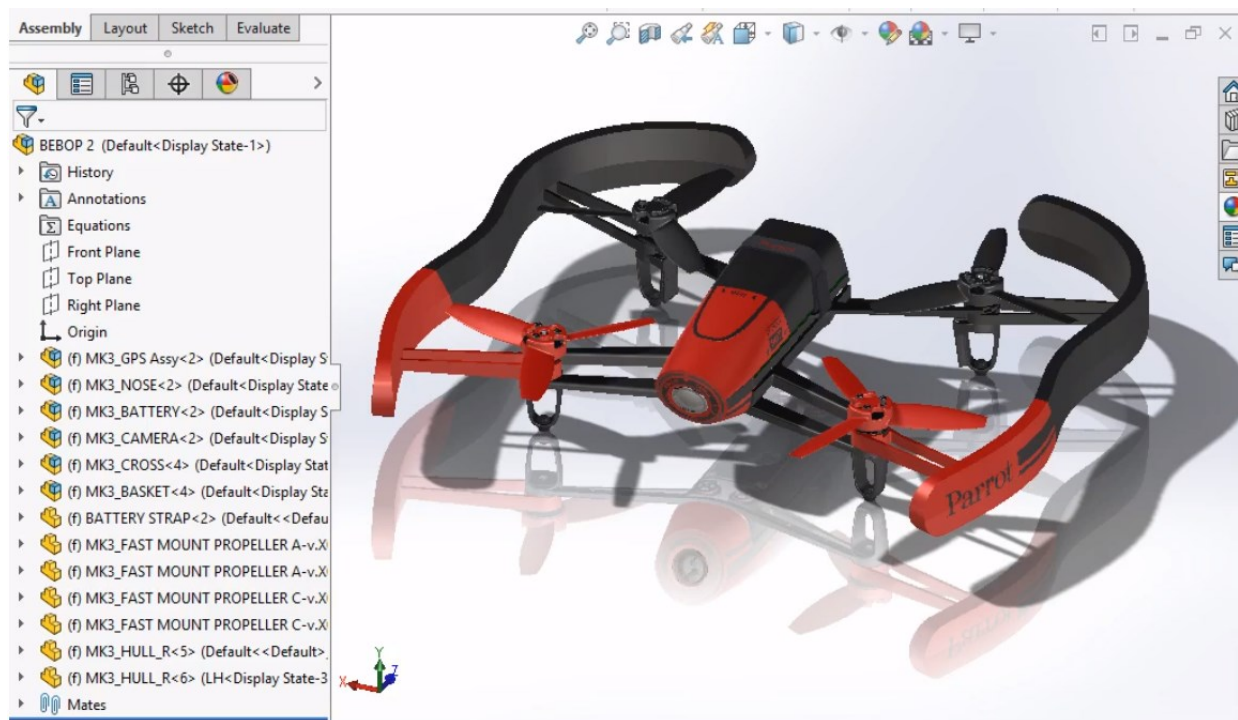 Assembly Layout Sketch Evaluate
BEBOP 2 (Default<Display State-1>)
History
Annotations
Equations
Front Plane
Top Plane
Right Plane
Origin
(f) MK3_GPS Assy<2> (Default<Display S
(f) MK3_NOSE<2> (Default<Display State
(f) MK3_BATTERY<2> (Default<Display S
(f) MK3_CAMERA<2> (Default<Display S
(f) MK3_CROSS<4> (Default<Display Stat
(f) MK3_BASKET<4> (Default<Display Sta
(f) BATTERY STRAP<2> (Default<<Defau
(f) MK3_FAST MOUNT PROPELLER A-v.X
(f) MK3_FAST MOUNT PROPELLER A-v.X
(f) MK3_FAST MOUNT PROPELLER C-v.X
(f) MK3_FAST MOUNT PROPELLER C-v.X
(f) MK3_HULL_R<5> (Default<<Default>_
(f) MK3_HULL_R<6> (LH<Display State-3
Mates
Parrot
Y
Z
X